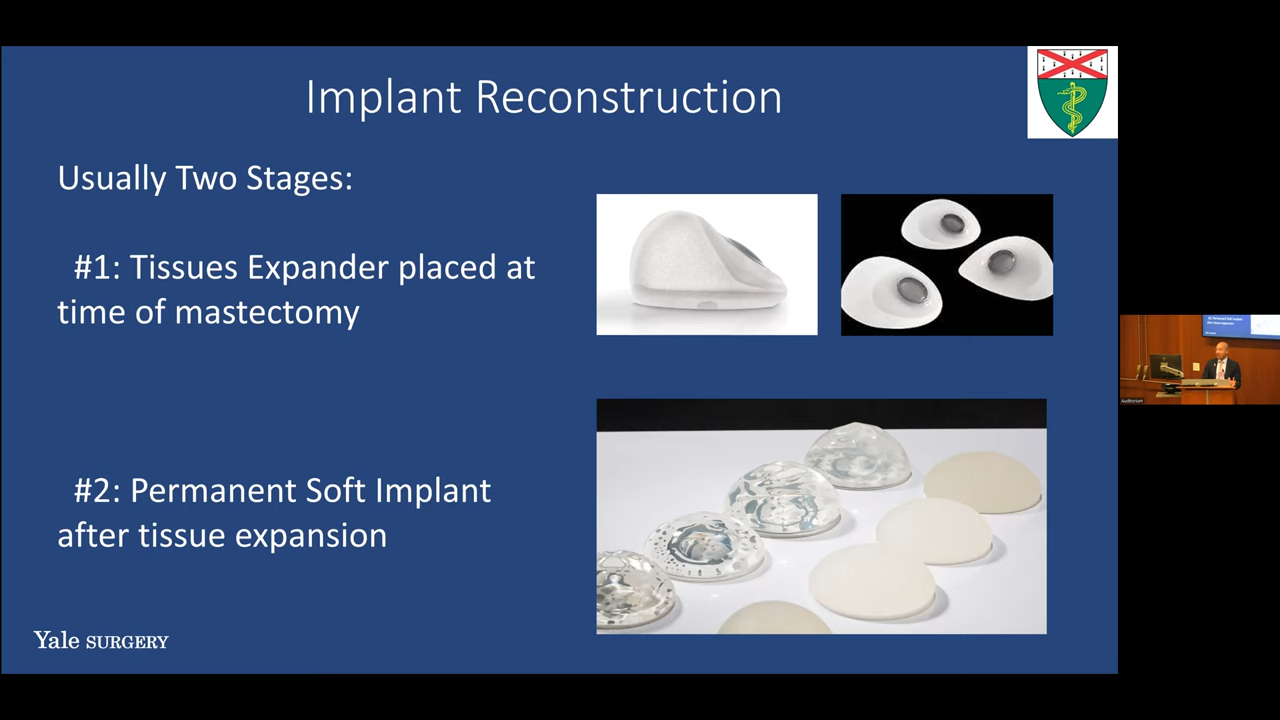 Implant Reconstruction
Usually Two Stages:
#1: Tissues Expander placed at
time of mastectomy
#2: Permanent Soft Implant
after tissue expansion
Yale SURGERY
Auditorium